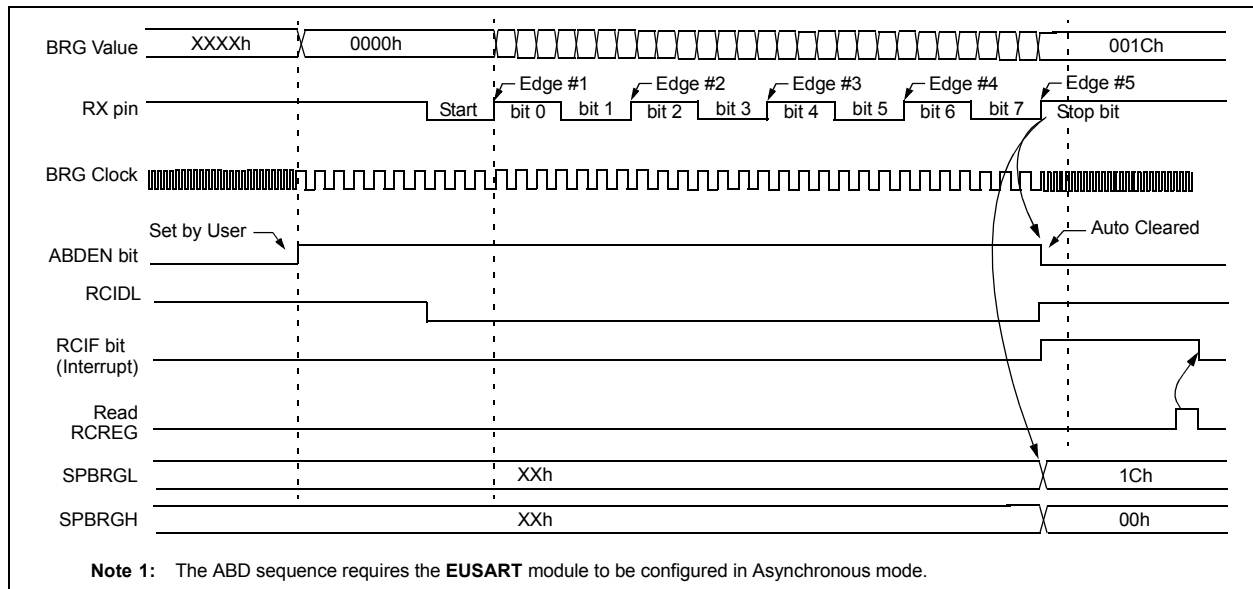 BRG Value XXXXh 0000h 001Ch
Edge #1 Edge #2 Edge #3 Edge #4 Edge #5
RX pin Start bit 0 bit 1 bit 2 bit 3 bit 4 bit 5 bit 6 bit 7 Stop bit
BRG Clock
Set by User Auto Cleared
ABDEN bit
RCIDL
RCIF bit
(Interrupt)
Read
RCREG
SPBRGL XXh 1Ch
SPBRGH XXh 00h
Note 1: The ABD sequence requires the EUSART module to be configured in Asynchronous mode.